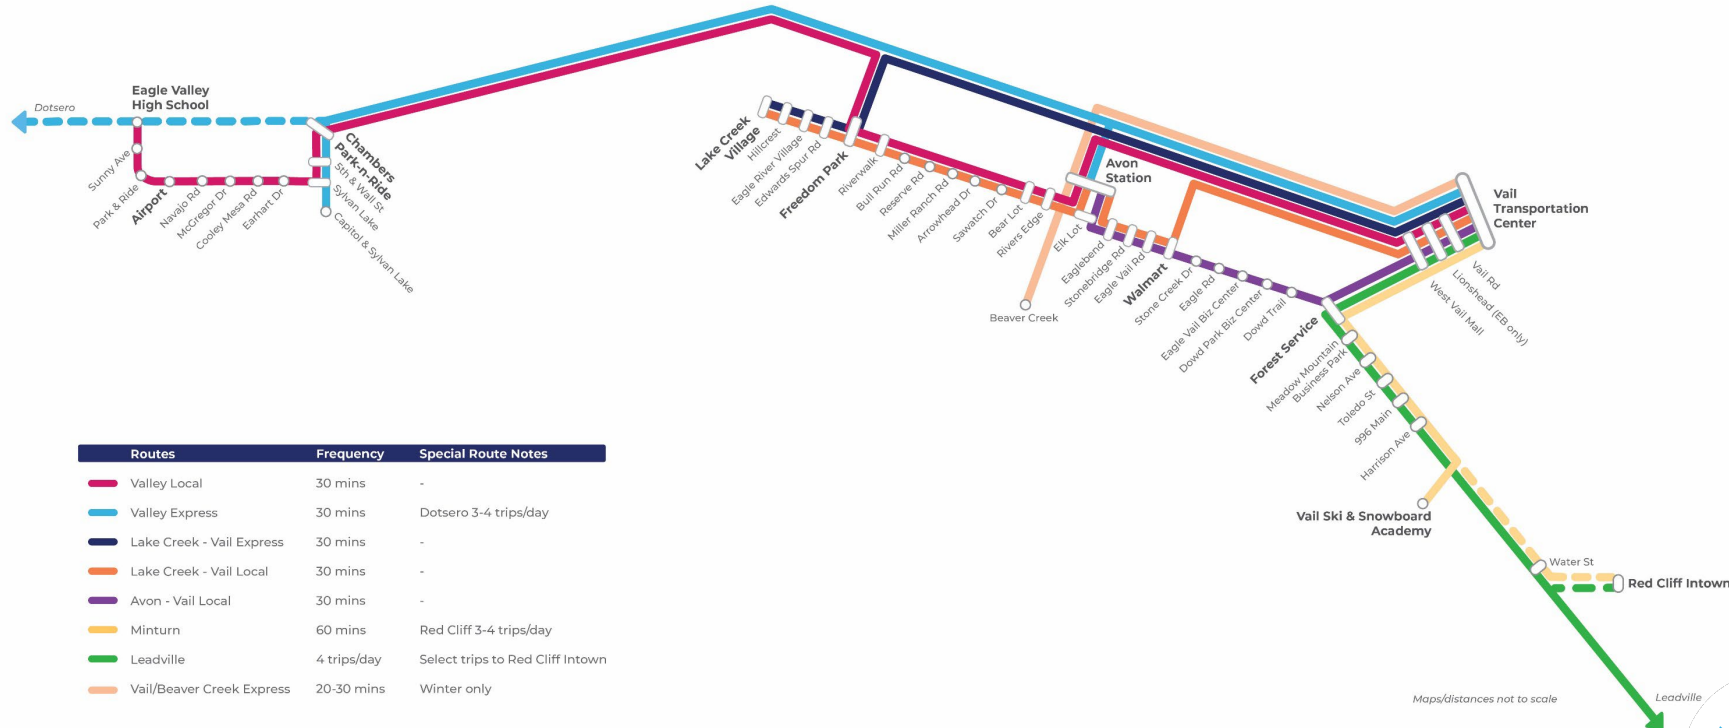 Dotsero
Eagle Valley
High School
Sunny Ave
Park & Ride
Airport
Navajo Rd
McGregor Dr
Cooley Mesa Rd
Earhart Dr
Chambers
Park-n-Ride
5th & Wall St
Sylvan Lake
Capitol & Sylvan Lake
Lake Creek
Village
Hillcrest
Eagle River Village
Edwards Spur Rd
Freedom Park
Riverwalk
Bull Run Rd
Reserve Rd
Miller Ranch Rd
Arrowhead Dr
Sawatch Dr
Bear Lot
Rivers Edge
Avon
Station
Beaver Creek
Elk Lot
Eaglebend
Stonebridge Rd
Eagle Vail Rd
Walmart
Stone Creek Dr
Eagle Rd
Eagle Vail Biz Center
Dowd Park Biz Center
Dowd Trail
Forest Service
Vail
Transportation
Center
Vail Rd
Lionshead (EB only)
West Vail Mall
Meadow Mountain
Business Park
Nelson Ave
Toledo St
996 Main
Harrison Ave
Vail Ski & Snowboard
Academy
Water St
Red Cliff Intown
Leadville
Maps/distances not to scale
Routes Frequency Special Route Notes
Valley Local 30 mins -
Valley Express 30 mins Dotsero 3-4 trips/day
Lake Creek - Vail Express 30 mins -
Lake Creek - Vail Local 30 mins -
Avon - Vail Local 30 mins -
Minturn 60 mins Red Cliff 3-4 trips/day
Leadville 4 trips/day Select trips to Red Cliff Intown
Vail/Beaver Creek Express 20-30 mins Winter only